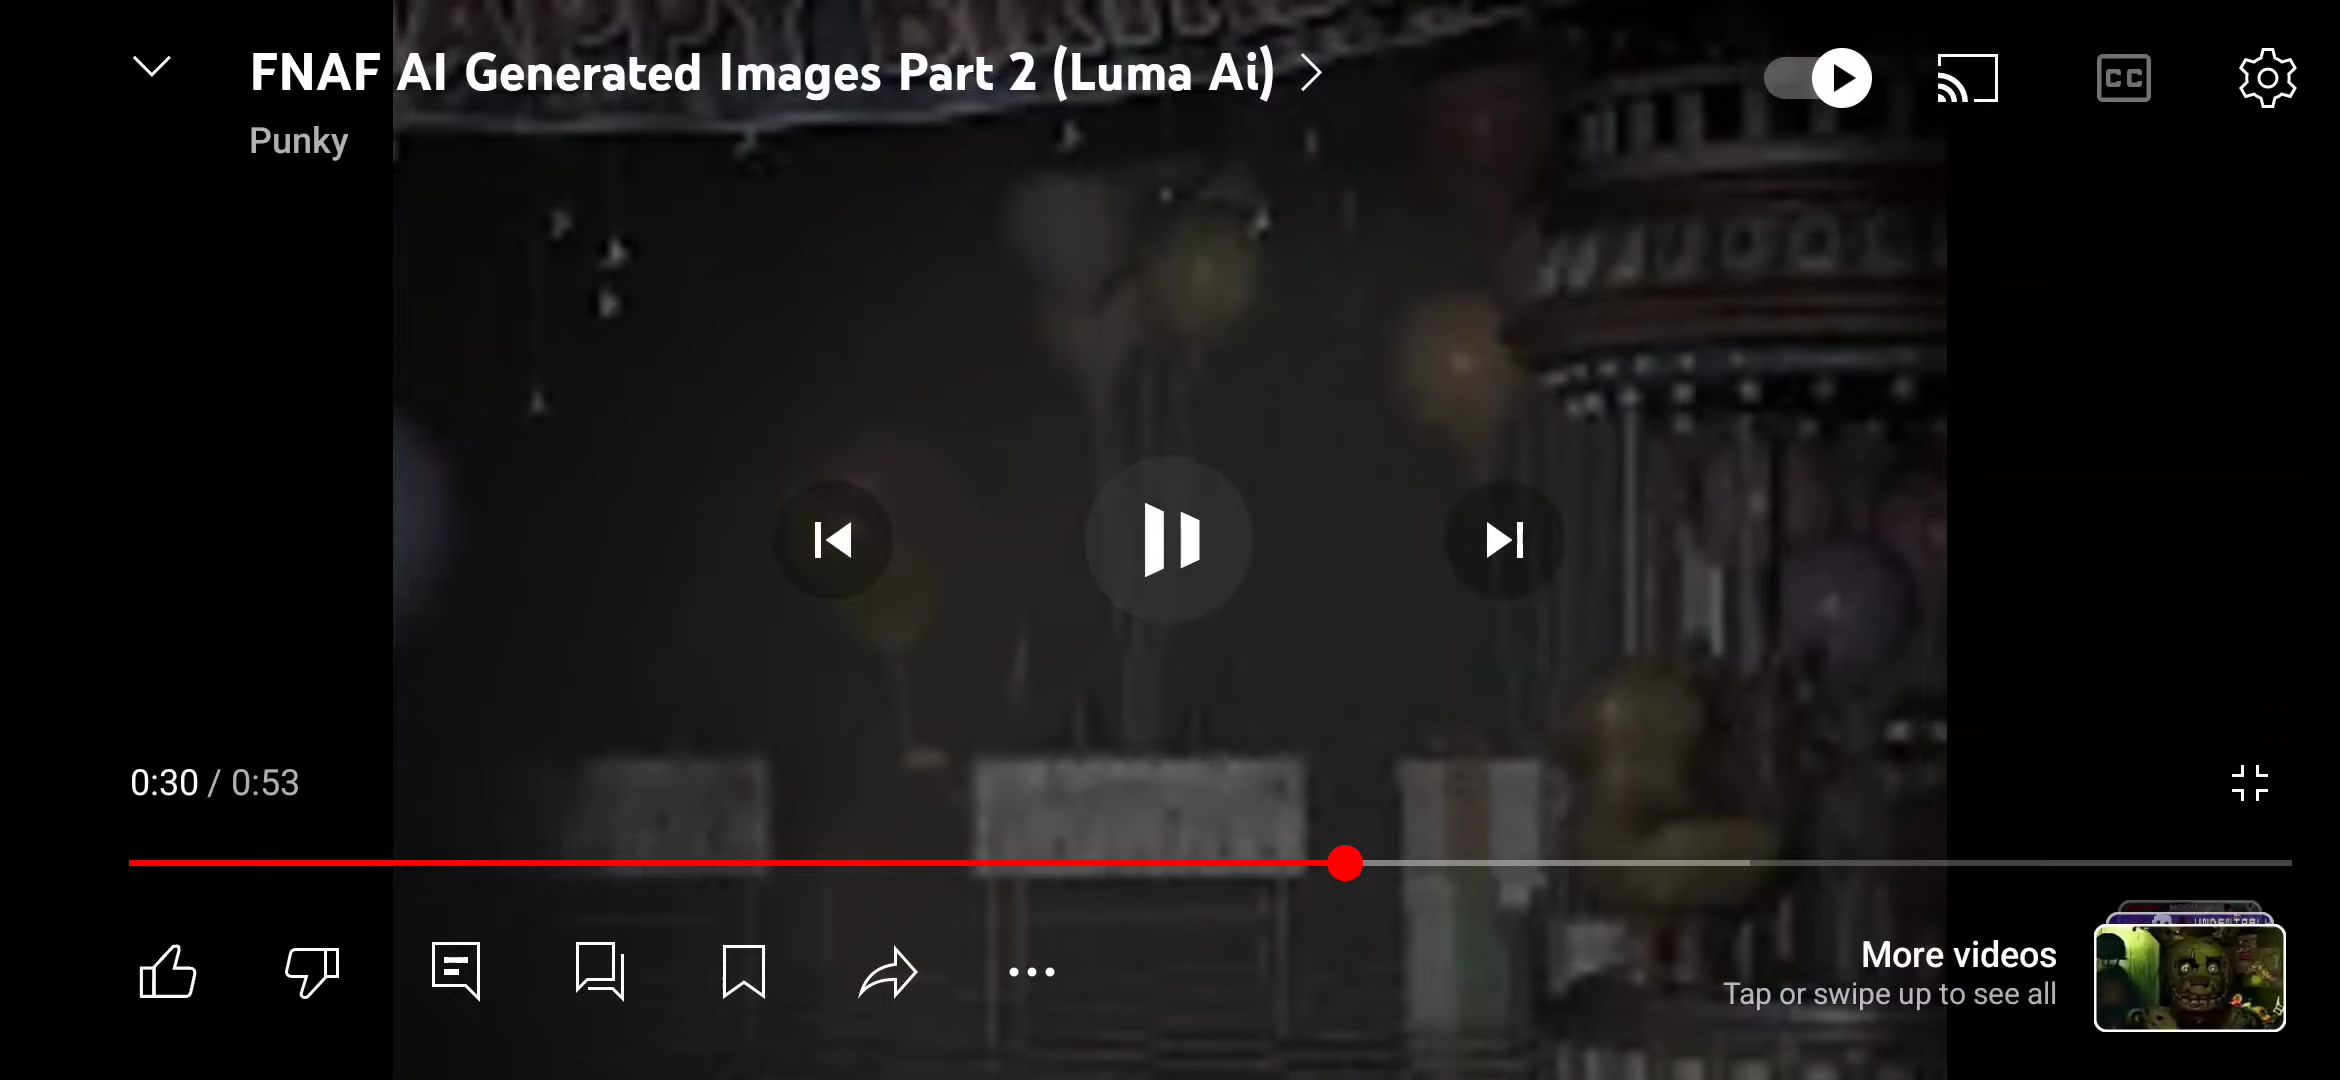 FNAF AI Generated Images Part 2 (Luma Ai)
Punky
CC
0:30 / 0:53
More videos
Tap or swipe up to see all